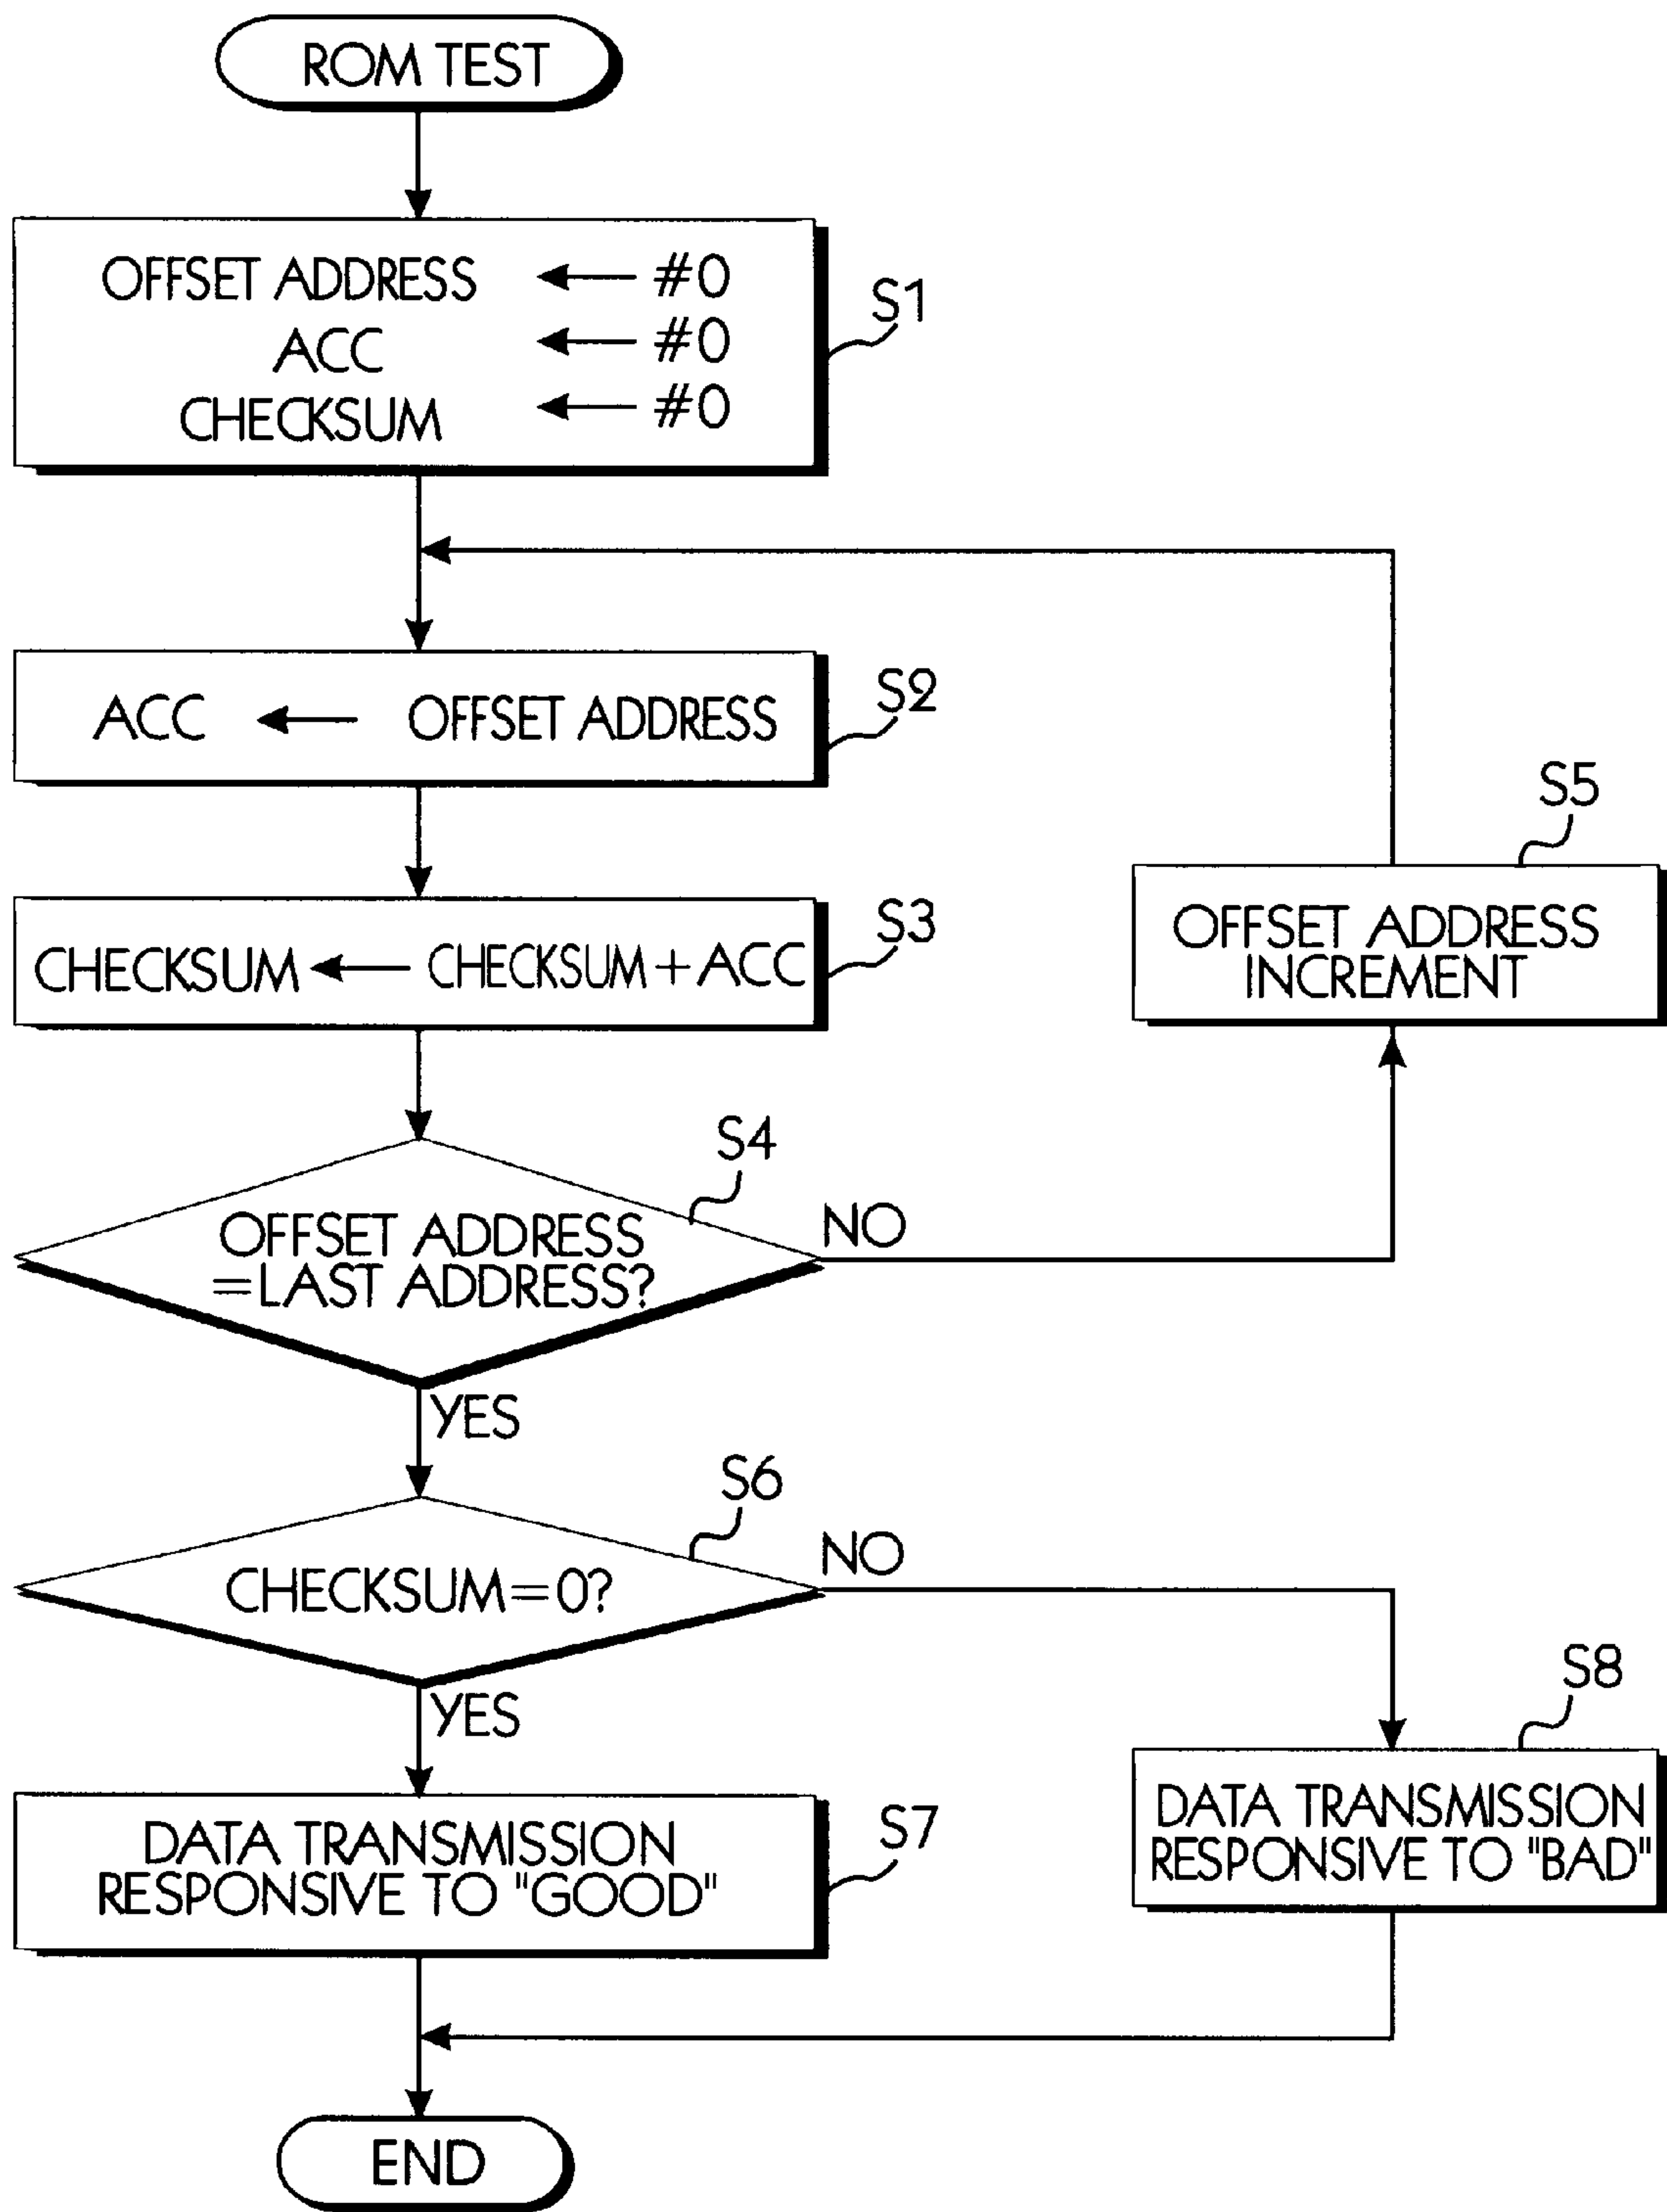 ROM TEST
OFFSET ADDRESS ← #0
ACC ← #0
CHECKSUM ← #0
S1
ACC ← OFFSET ADDRESS
S2
CHECKSUM ← CHECKSUM + ACC
S3
OFFSET ADDRESS
INCREMENT
S5
OFFSET ADDRESS
=LAST ADDRESS?
S4
NO
YES
CHECKSUM=0?
S6
NO
YES
DATA TRANSMISSION
RESPONSIVE TO "GOOD"
S7
DATA TRANSMISSION
RESPONSIVE TO "BAD"
S8
END